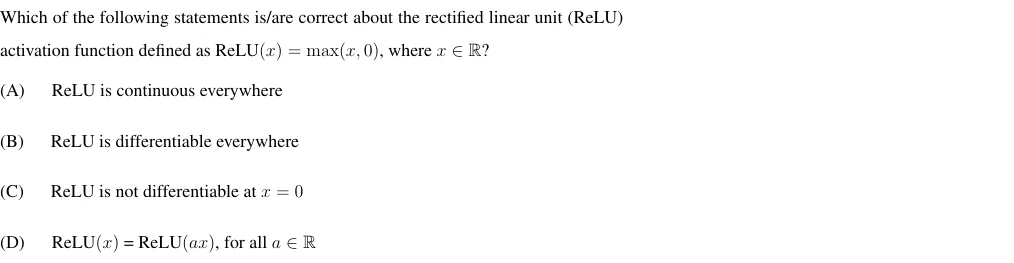 Which of the following statements is/are correct about the rectified linear unit (ReLU)
activation function defined as ReLU(x) = max(x, 0), where x ∈ ℝ?
(A) ReLU is continuous everywhere
(B) ReLU is differentiable everywhere
(C) ReLU is not differentiable at x = 0
(D) ReLU(x) = ReLU(ax), for all a ∈ ℝ